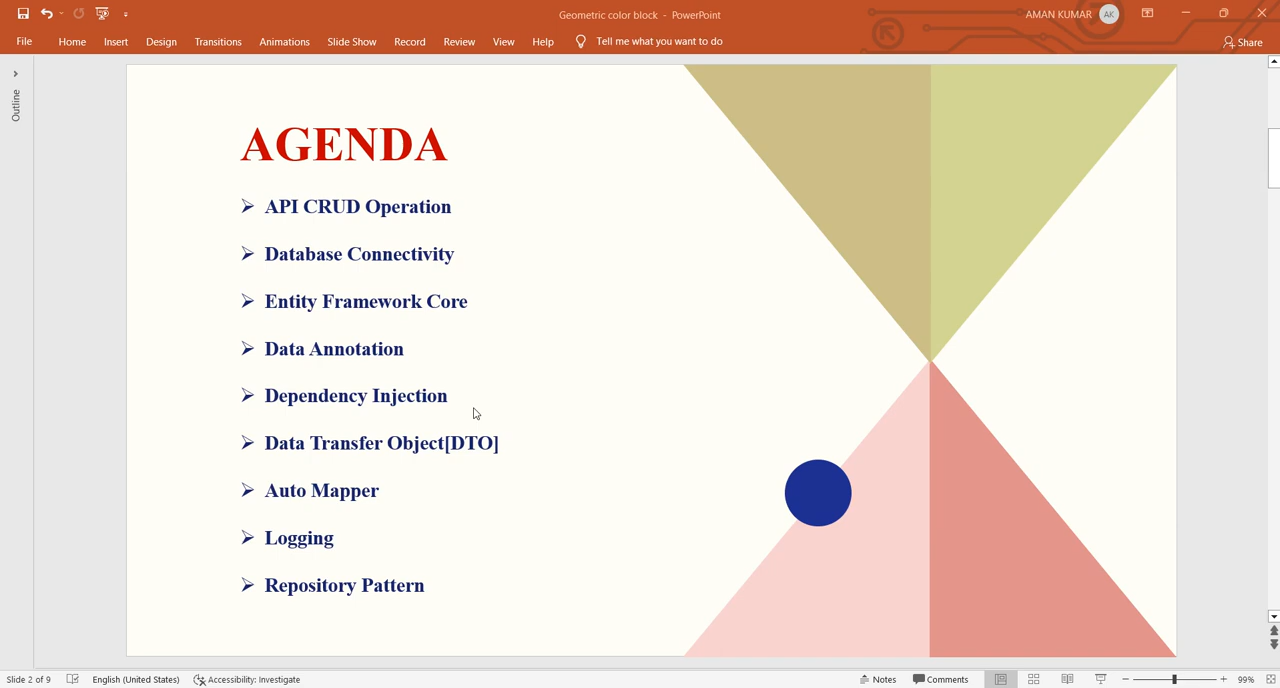 Geometric color block - PowerPoint
AMAN KUMAR
AK
File
Home
Insert
Design
Transitions
Animations
Slide Show
Record
Review
View
Help
Tell me what you want to do
Share
Outline
AGENDA
API CRUD Operation
Database Connectivity
Entity Framework Core
Data Annotation
Dependency Injection
Data Transfer Object[DTO]
Auto Mapper
Logging
Repository Pattern
Slide 2 of 9
English (United States)
Accessibility: Investigate
Notes
Comments
99%